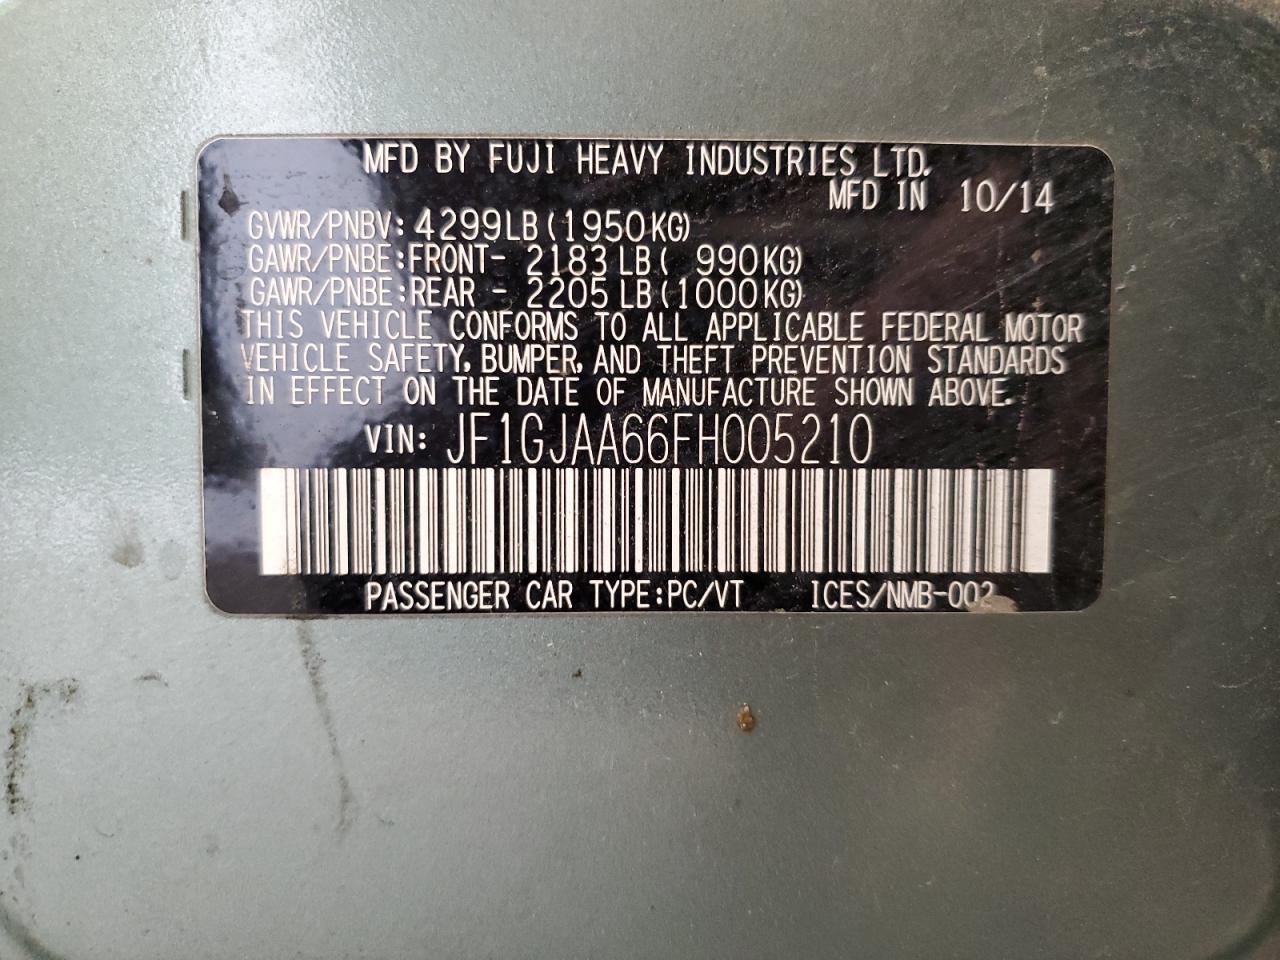 MFD BY FUJI HEAVY INDUSTRIES LTD.
MFD IN 10/14
GVWR/PNBV: 4299LB (1950KG)
GAWR/PNBE:FRONT- 2183 LB ( 990KG)
GAWR/PNBE:REAR - 2205 LB (1000KG)
THIS VEHICLE CONFORMS TO ALL APPLICABLE FEDERAL MOTOR
VEHICLE SAFETY, BUMPER, AND THEFT PREVENTION STANDARDS
IN EFFECT ON THE DATE OF MANUFACTURE SHOWN ABOVE.
VIN: JF1GJAA66FH005210
PASSENGER CAR TYPE:PC/VT ICES/NMB-002